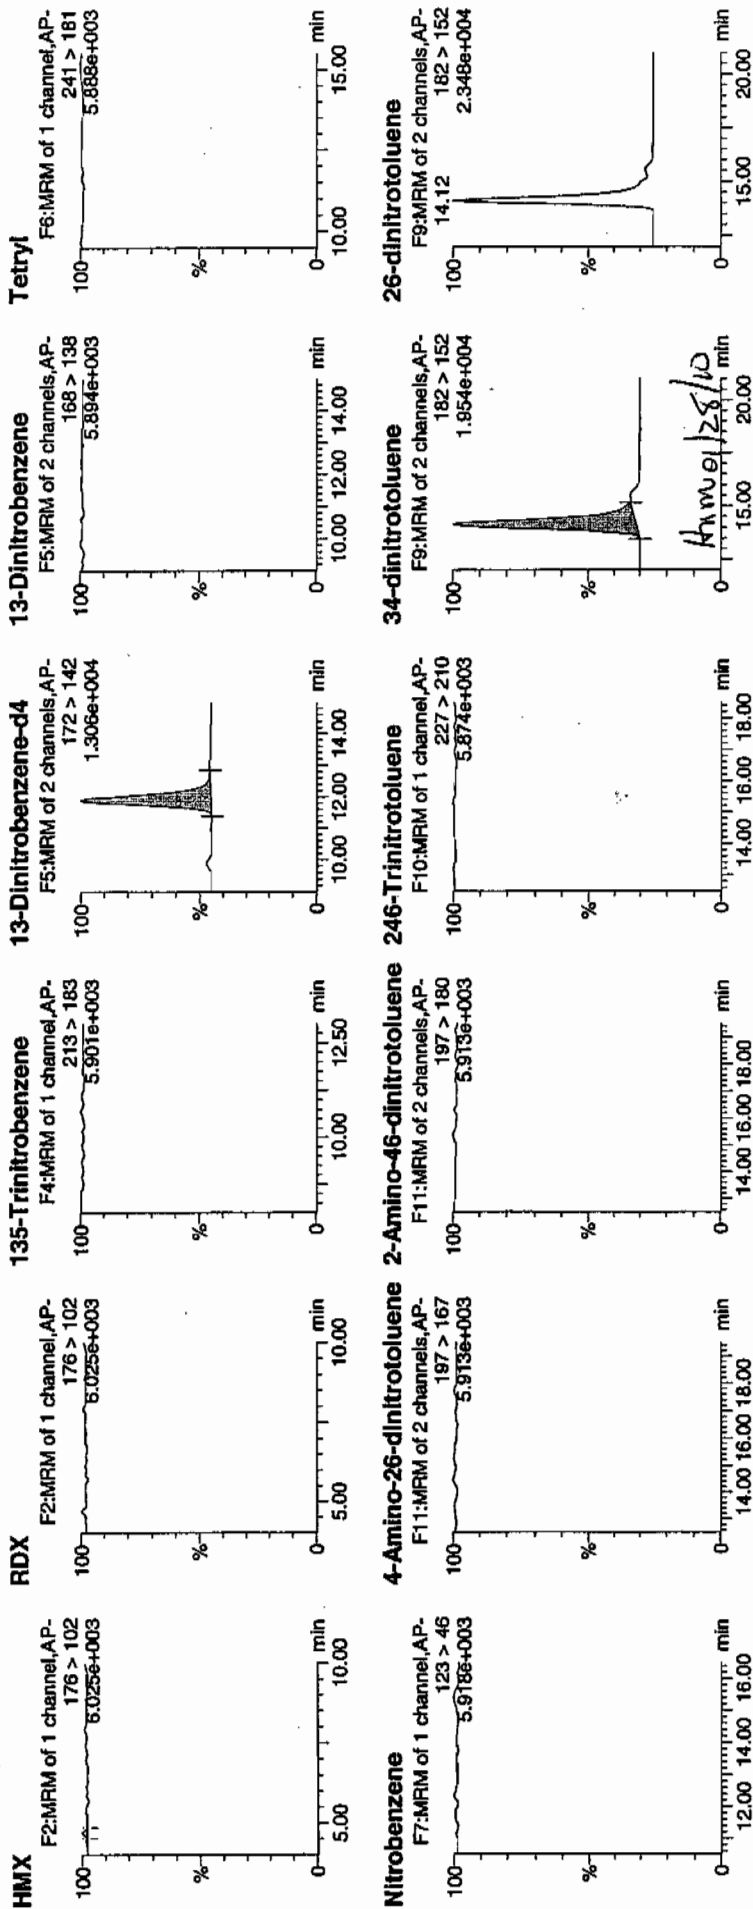 HMX
F2:MRM of 1 channel,AP-
176 > 102
6.025e+003
100
%
0
5.00 10.00 min
RDX
F2:MRM of 1 channel,AP-
176 > 102
6.025e+003
100
%
0
5.00 10.00 min
135-Trinitrobenzene
F4:MRM of 1 channel,AP-
213 > 183
5.901e+003
100
%
0
10.00 12.50 min
13-Dinitrobenzene-d4
F5:MRM of 2 channels,AP-
172 > 142
1.306e+004
100
%
0
10.00 12.00 14.00 min
13-Dinitrobenzene
F5:MRM of 2 channels,AP-
168 > 138
5.894e+003
100
%
0
10.00 12.00 14.00 min
Tetryl
F6:MRM of 1 channel,AP-
241 > 181
5.888e+003
100
%
0
10.00 15.00 min
Nitrobenzene
F7:MRM of 1 channel,AP-
123 > 46
5.918e+003
100
%
0
12.00 14.00 16.00 min
4-Amino-26-dinitrotoluene
F11:MRM of 2 channels,AP-
197 > 167
5.913e+003
100
%
0
14.00 16.00 18.00 min
2-Amino-46-dinitrotoluene
F11:MRM of 2 channels,AP-
197 > 180
5.913e+003
100
%
0
14.00 16.00 18.00 min
246-Trinitrotoluene
F10:MRM of 1 channel,AP-
227 > 210
5.874e+003
100
%
0
14.00 16.00 18.00 min
34-dinitrotoluene
F9:MRM of 2 channels,AP-
182 > 152
1.954e+004
100
%
0
15.00 20.00 min
01/28/10
26-dinitrotoluene
F9:MRM of 2 channels,AP-
14.12 182 > 152
2.348e+004
100
%
0
15.00 20.00 min